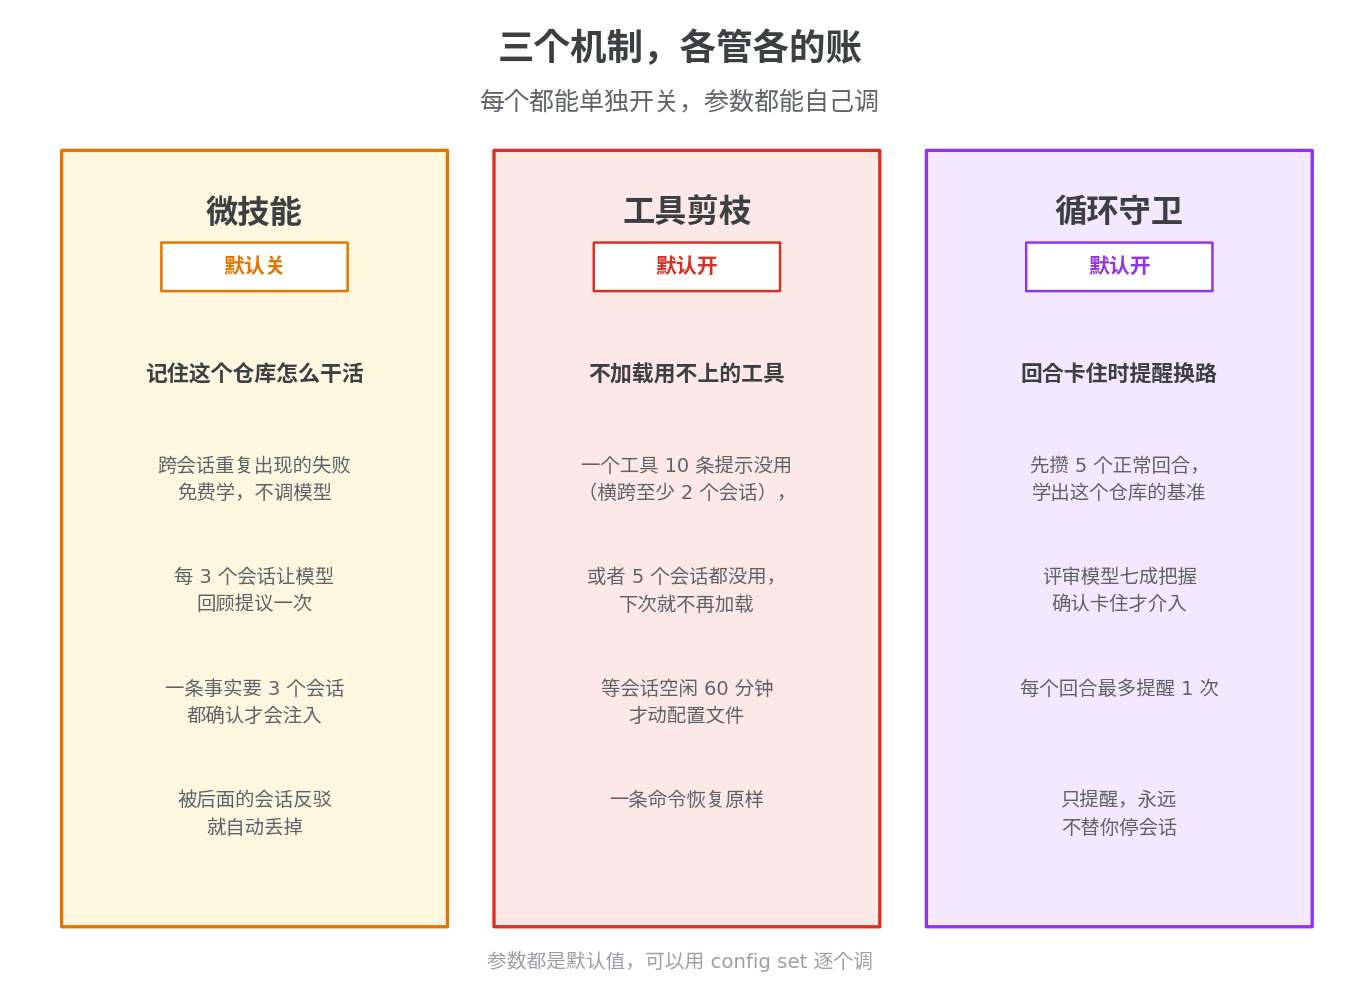 三个机制，各管各的账
每个都能单独开关，参数都能自己调
微技能
默认关
记住这个仓库怎么干活
跨会话重复出现的失败
免费学，不调模型
每 3 个会话让模型
回顾提议一次
一条事实要 3 个会话
都确认才会注入
被后面的会话反驳
就自动丢掉
工具剪枝
默认开
不加载用不上的工具
一个工具 10 条提示没用
（横跨至少 2 个会话），
或者 5 个会话都没用，
下次就不再加载
等会话空闲 60 分钟
才动配置文件
一条命令恢复原样
循环守卫
默认开
回合卡住时提醒换路
先攒 5 个正常回合，
学出这个仓库的基准
评审模型七成把握
确认卡住才介入
每个回合最多提醒 1 次
只提醒，永远
不替你停会话
参数都是默认值，可以用 config set 逐个调